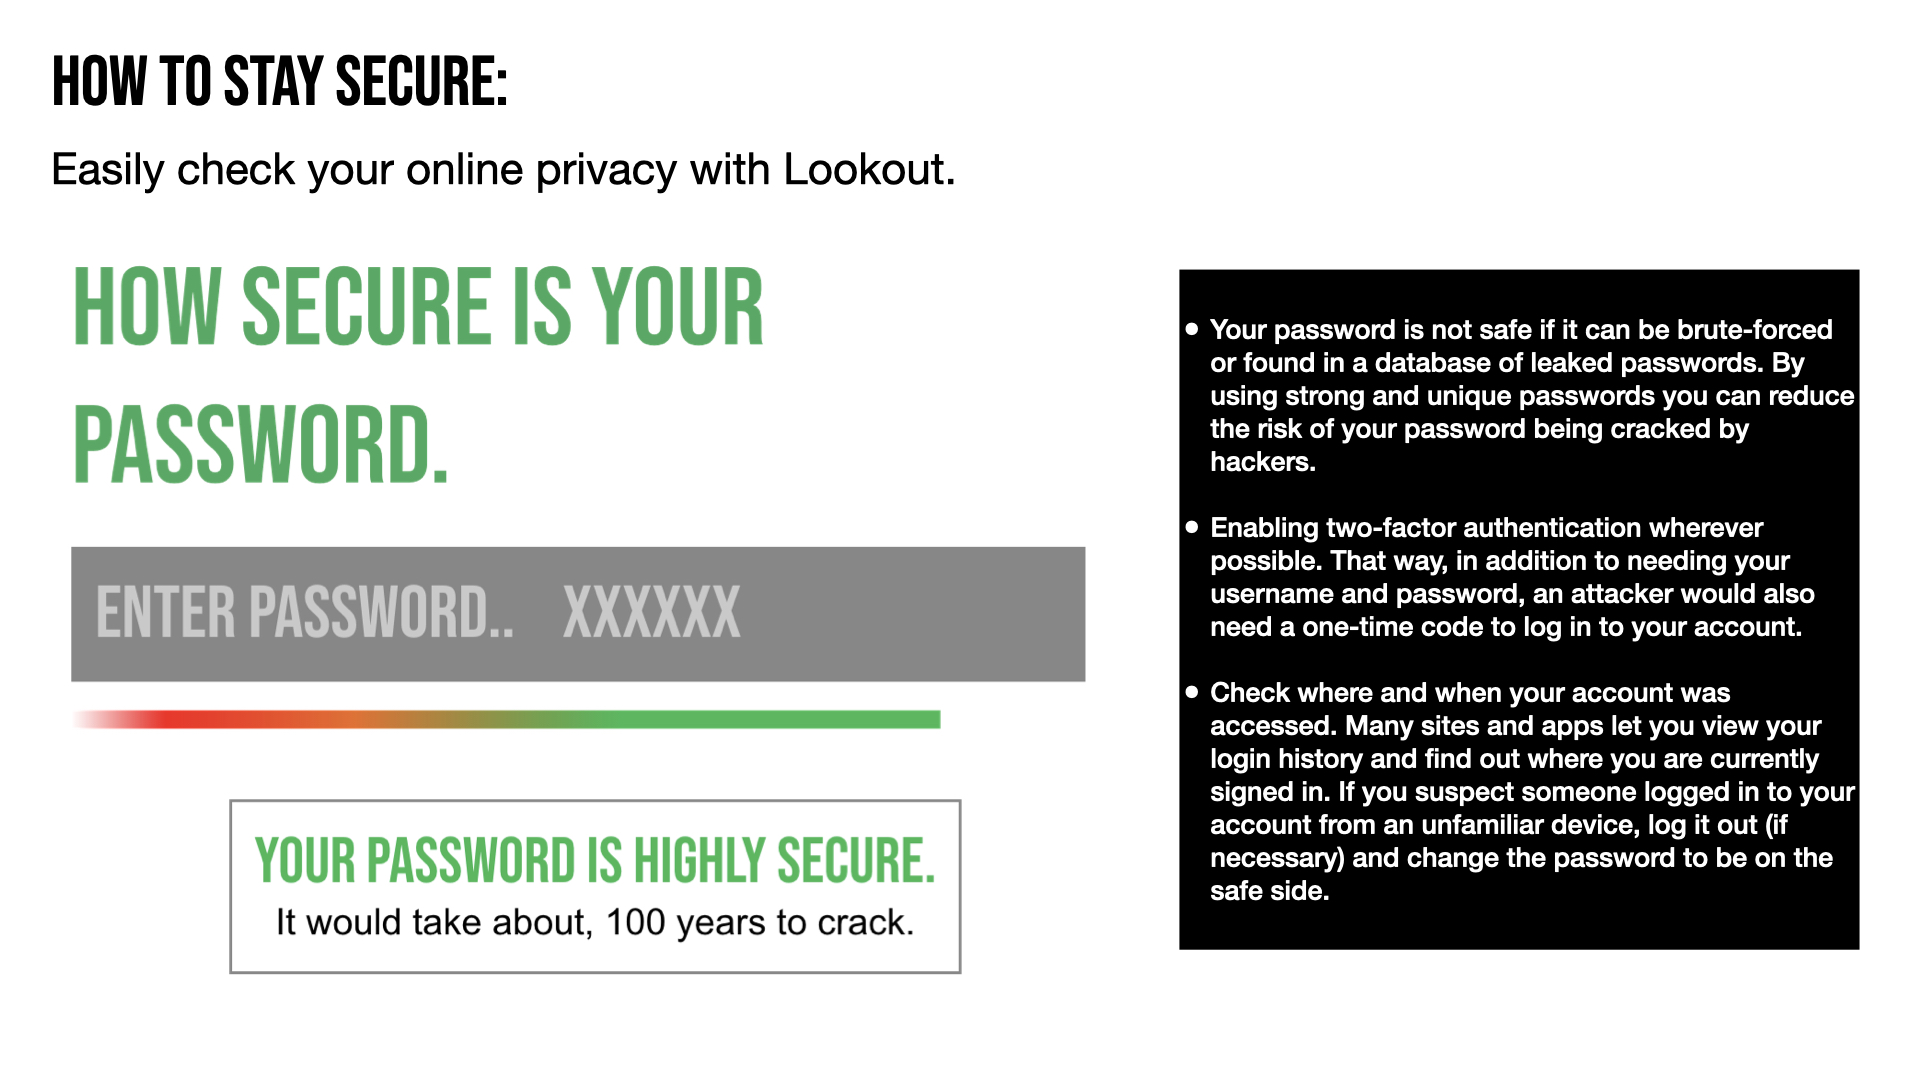 HOW TO STAY SECURE:
Easily check your online privacy with Lookout.
HOW SECURE IS YOUR
PASSWORD.
ENTER PASSWORD.. XXXXXX
YOUR PASSWORD IS HIGHLY SECURE.
It would take about, 100 years to crack.
• Your password is not safe if it can be brute-forced
or found in a database of leaked passwords. By
using strong and unique passwords you can reduce
the risk of your password being cracked by
hackers.
• Enabling two-factor authentication wherever
possible. That way, in addition to needing your
username and password, an attacker would also
need a one-time code to log in to your account.
• Check where and when your account was
accessed. Many sites and apps let you view your
login history and find out where you are currently
signed in. If you suspect someone logged in to your
account from an unfamiliar device, log it out (if
necessary) and change the password to be on the
safe side.